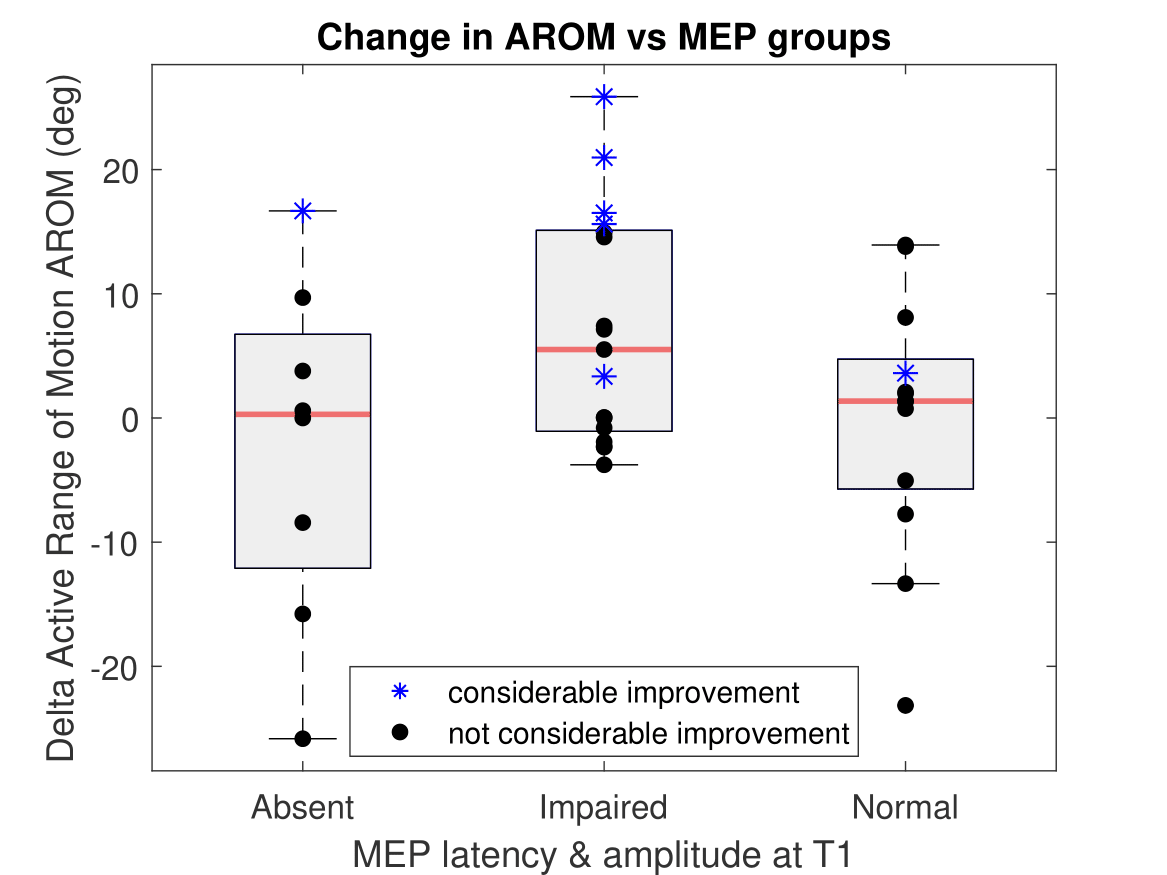 Change in AROM vs MEP groups
Delta Active Range of Motion AROM (deg)
20
10
0
-10
-20
considerable improvement
not considerable improvement
Absent Impaired Normal
MEP latency & amplitude at T1